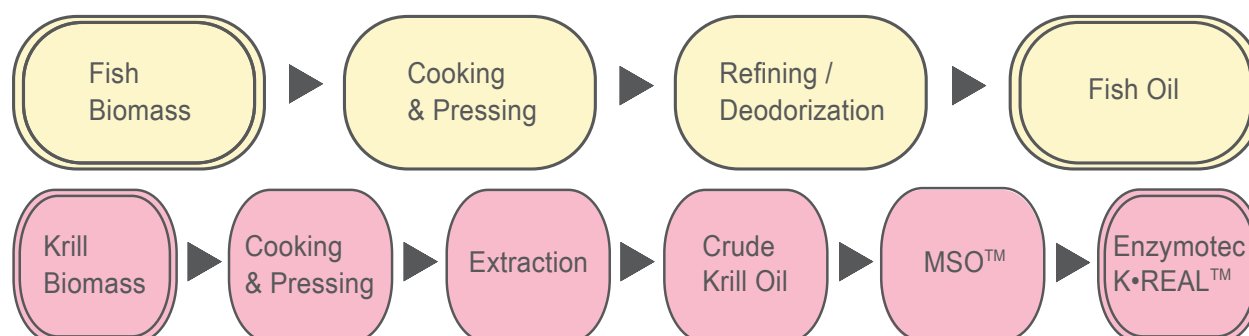 Fish
Biomass
Cooking
& Pressing
Refining /
Deodorization
Fish Oil
Krill
Biomass
Cooking
& Pressing
Extraction
Crude
Krill Oil
MSO™
Enzymotec
K•REAL™